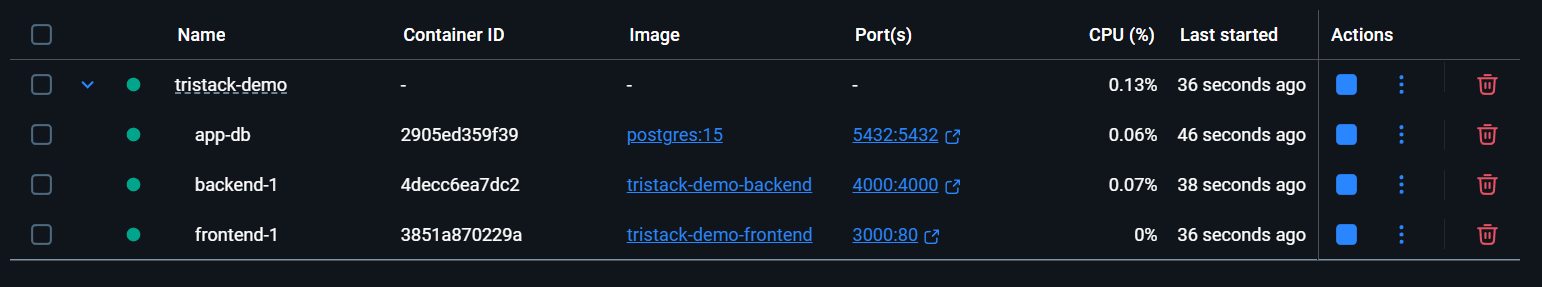 Name Container ID Image Port(s) CPU (%) Last started Actions
tristack-demo - - - 0.13% 36 seconds ago
app-db 2905ed359f39 postgres:15 5432:5432 0.06% 46 seconds ago
backend-1 4decc6ea7dc2 tristack-demo-backend 4000:4000 0.07% 38 seconds ago
frontend-1 3851a870229a tristack-demo-frontend 3000:80 0% 36 seconds ago